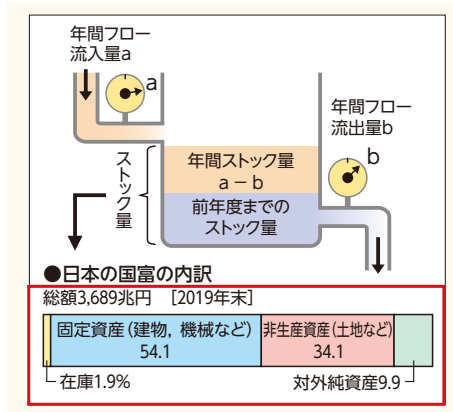 年間フロー
流入量a
a
年間フロー
流出量b
b
ストック量
年間ストック量
a − b
前年度までの
ストック量
●日本の国富の内訳
総額3,689兆円 [2019年末]
固定資産(建物, 機械など)
54.1
非生産資産(土地など)
34.1
在庫1.9%
対外純資産9.9